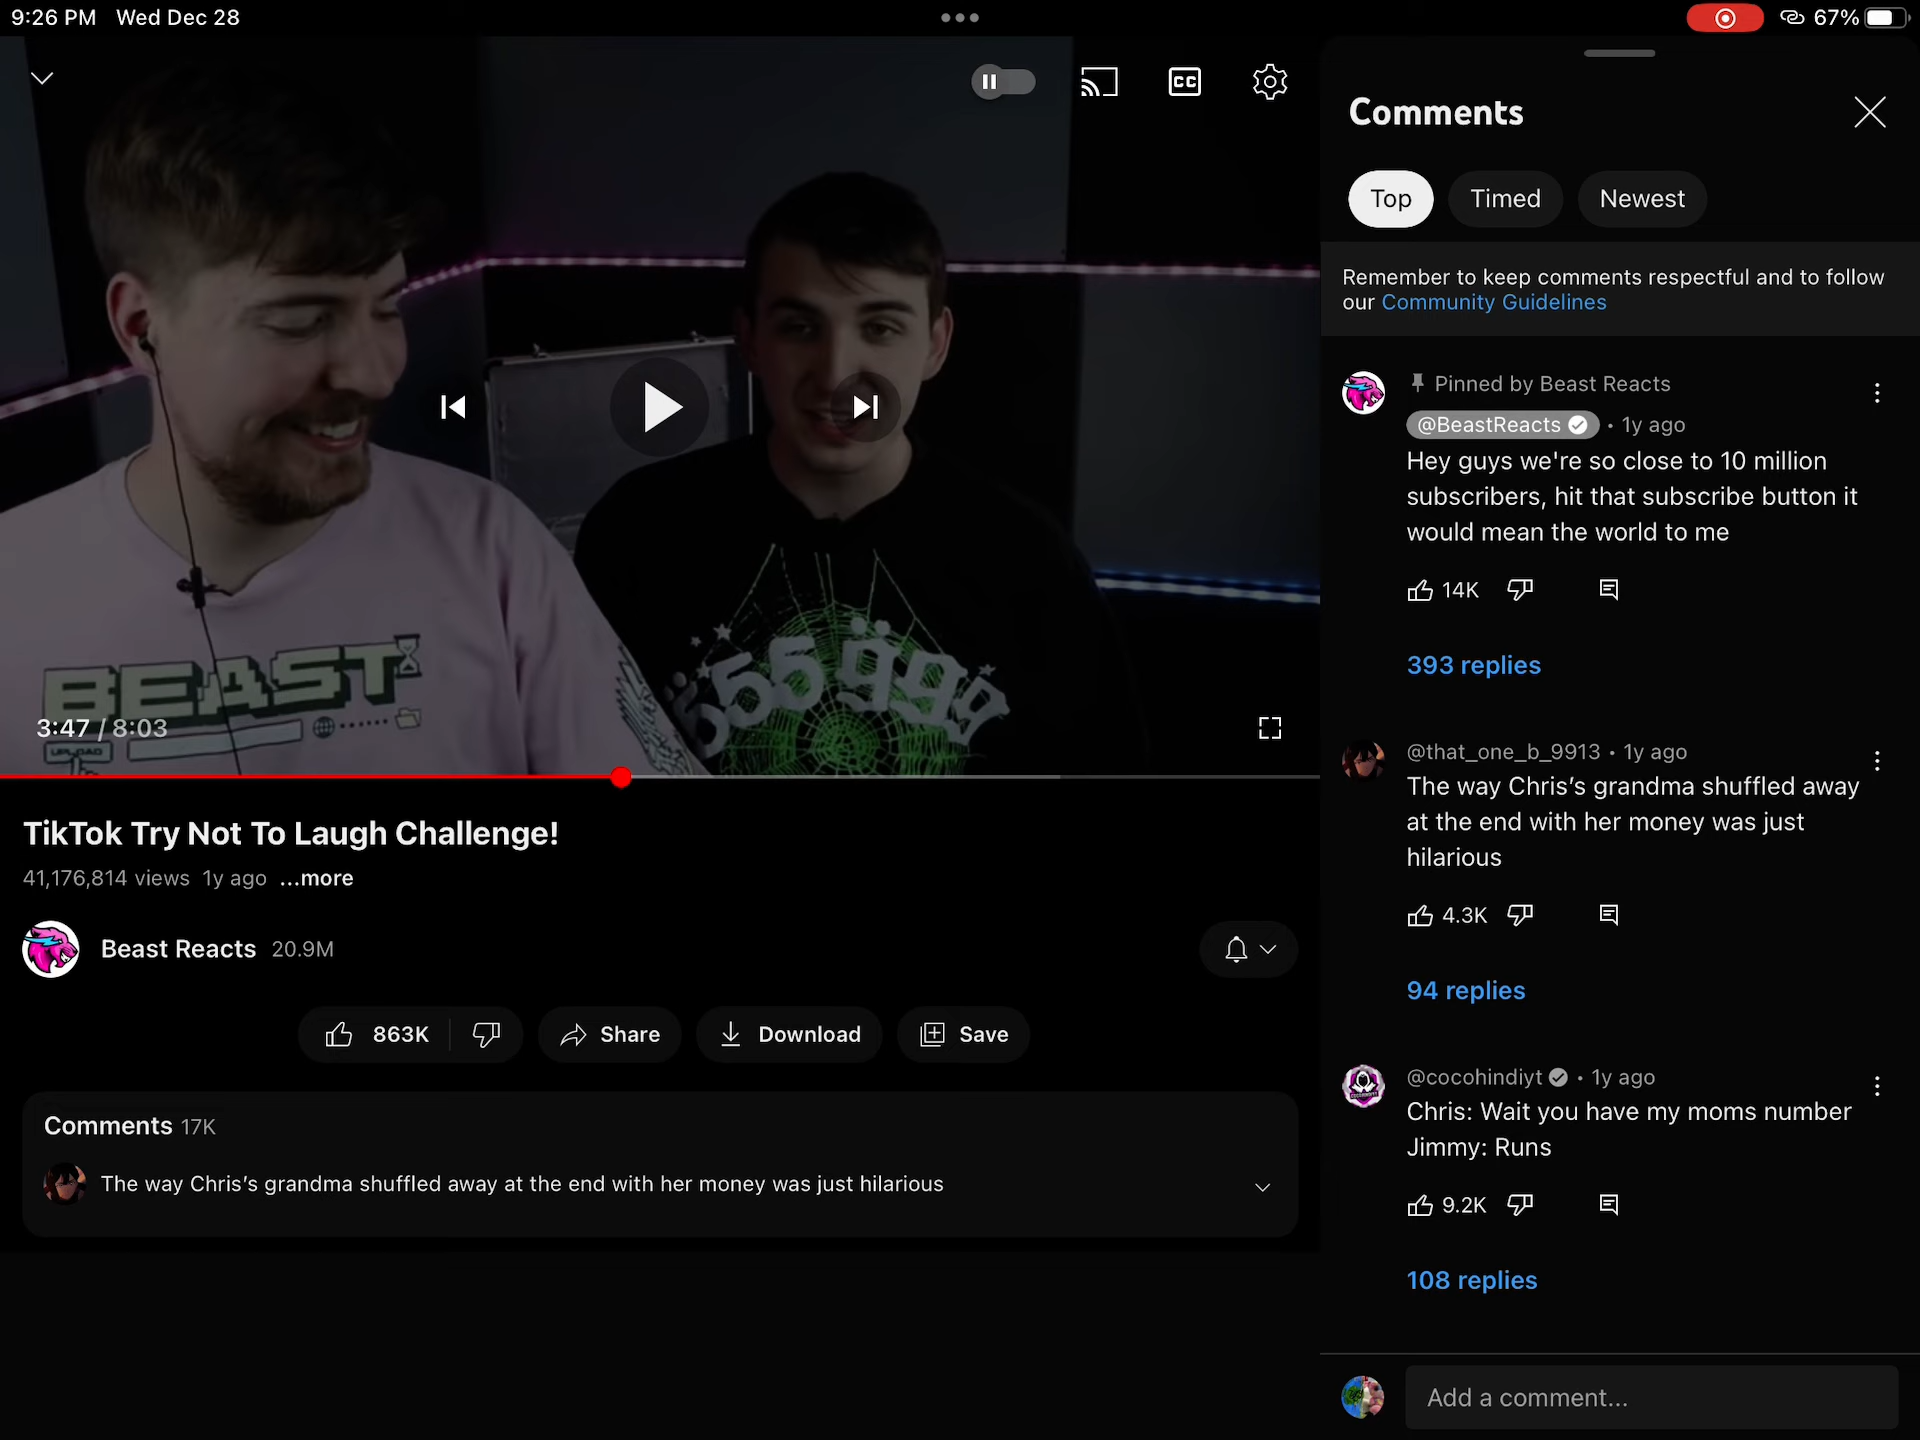 9:26 PM Wed Dec 28
67%
CC
BEAST
UPLOAD
555999
3:47 / 8:03
TikTok Try Not To Laugh Challenge!
41,176,814 views 1y ago ...more
Beast Reacts 20.9M
863K
Share
Download
Save
Comments 17K
The way Chris’s grandma shuffled away at the end with her money was just hilarious
Comments
Top Timed Newest
Remember to keep comments respectful and to follow
our Community Guidelines
Pinned by Beast Reacts
@BeastReacts • 1y ago
Hey guys we're so close to 10 million
subscribers, hit that subscribe button it
would mean the world to me
14K
393 replies
@that_one_b_9913 • 1y ago
The way Chris’s grandma shuffled away
at the end with her money was just
hilarious
4.3K
94 replies
@cocohindiyt • 1y ago
Chris: Wait you have my moms number
Jimmy: Runs
9.2K
108 replies
Add a comment...